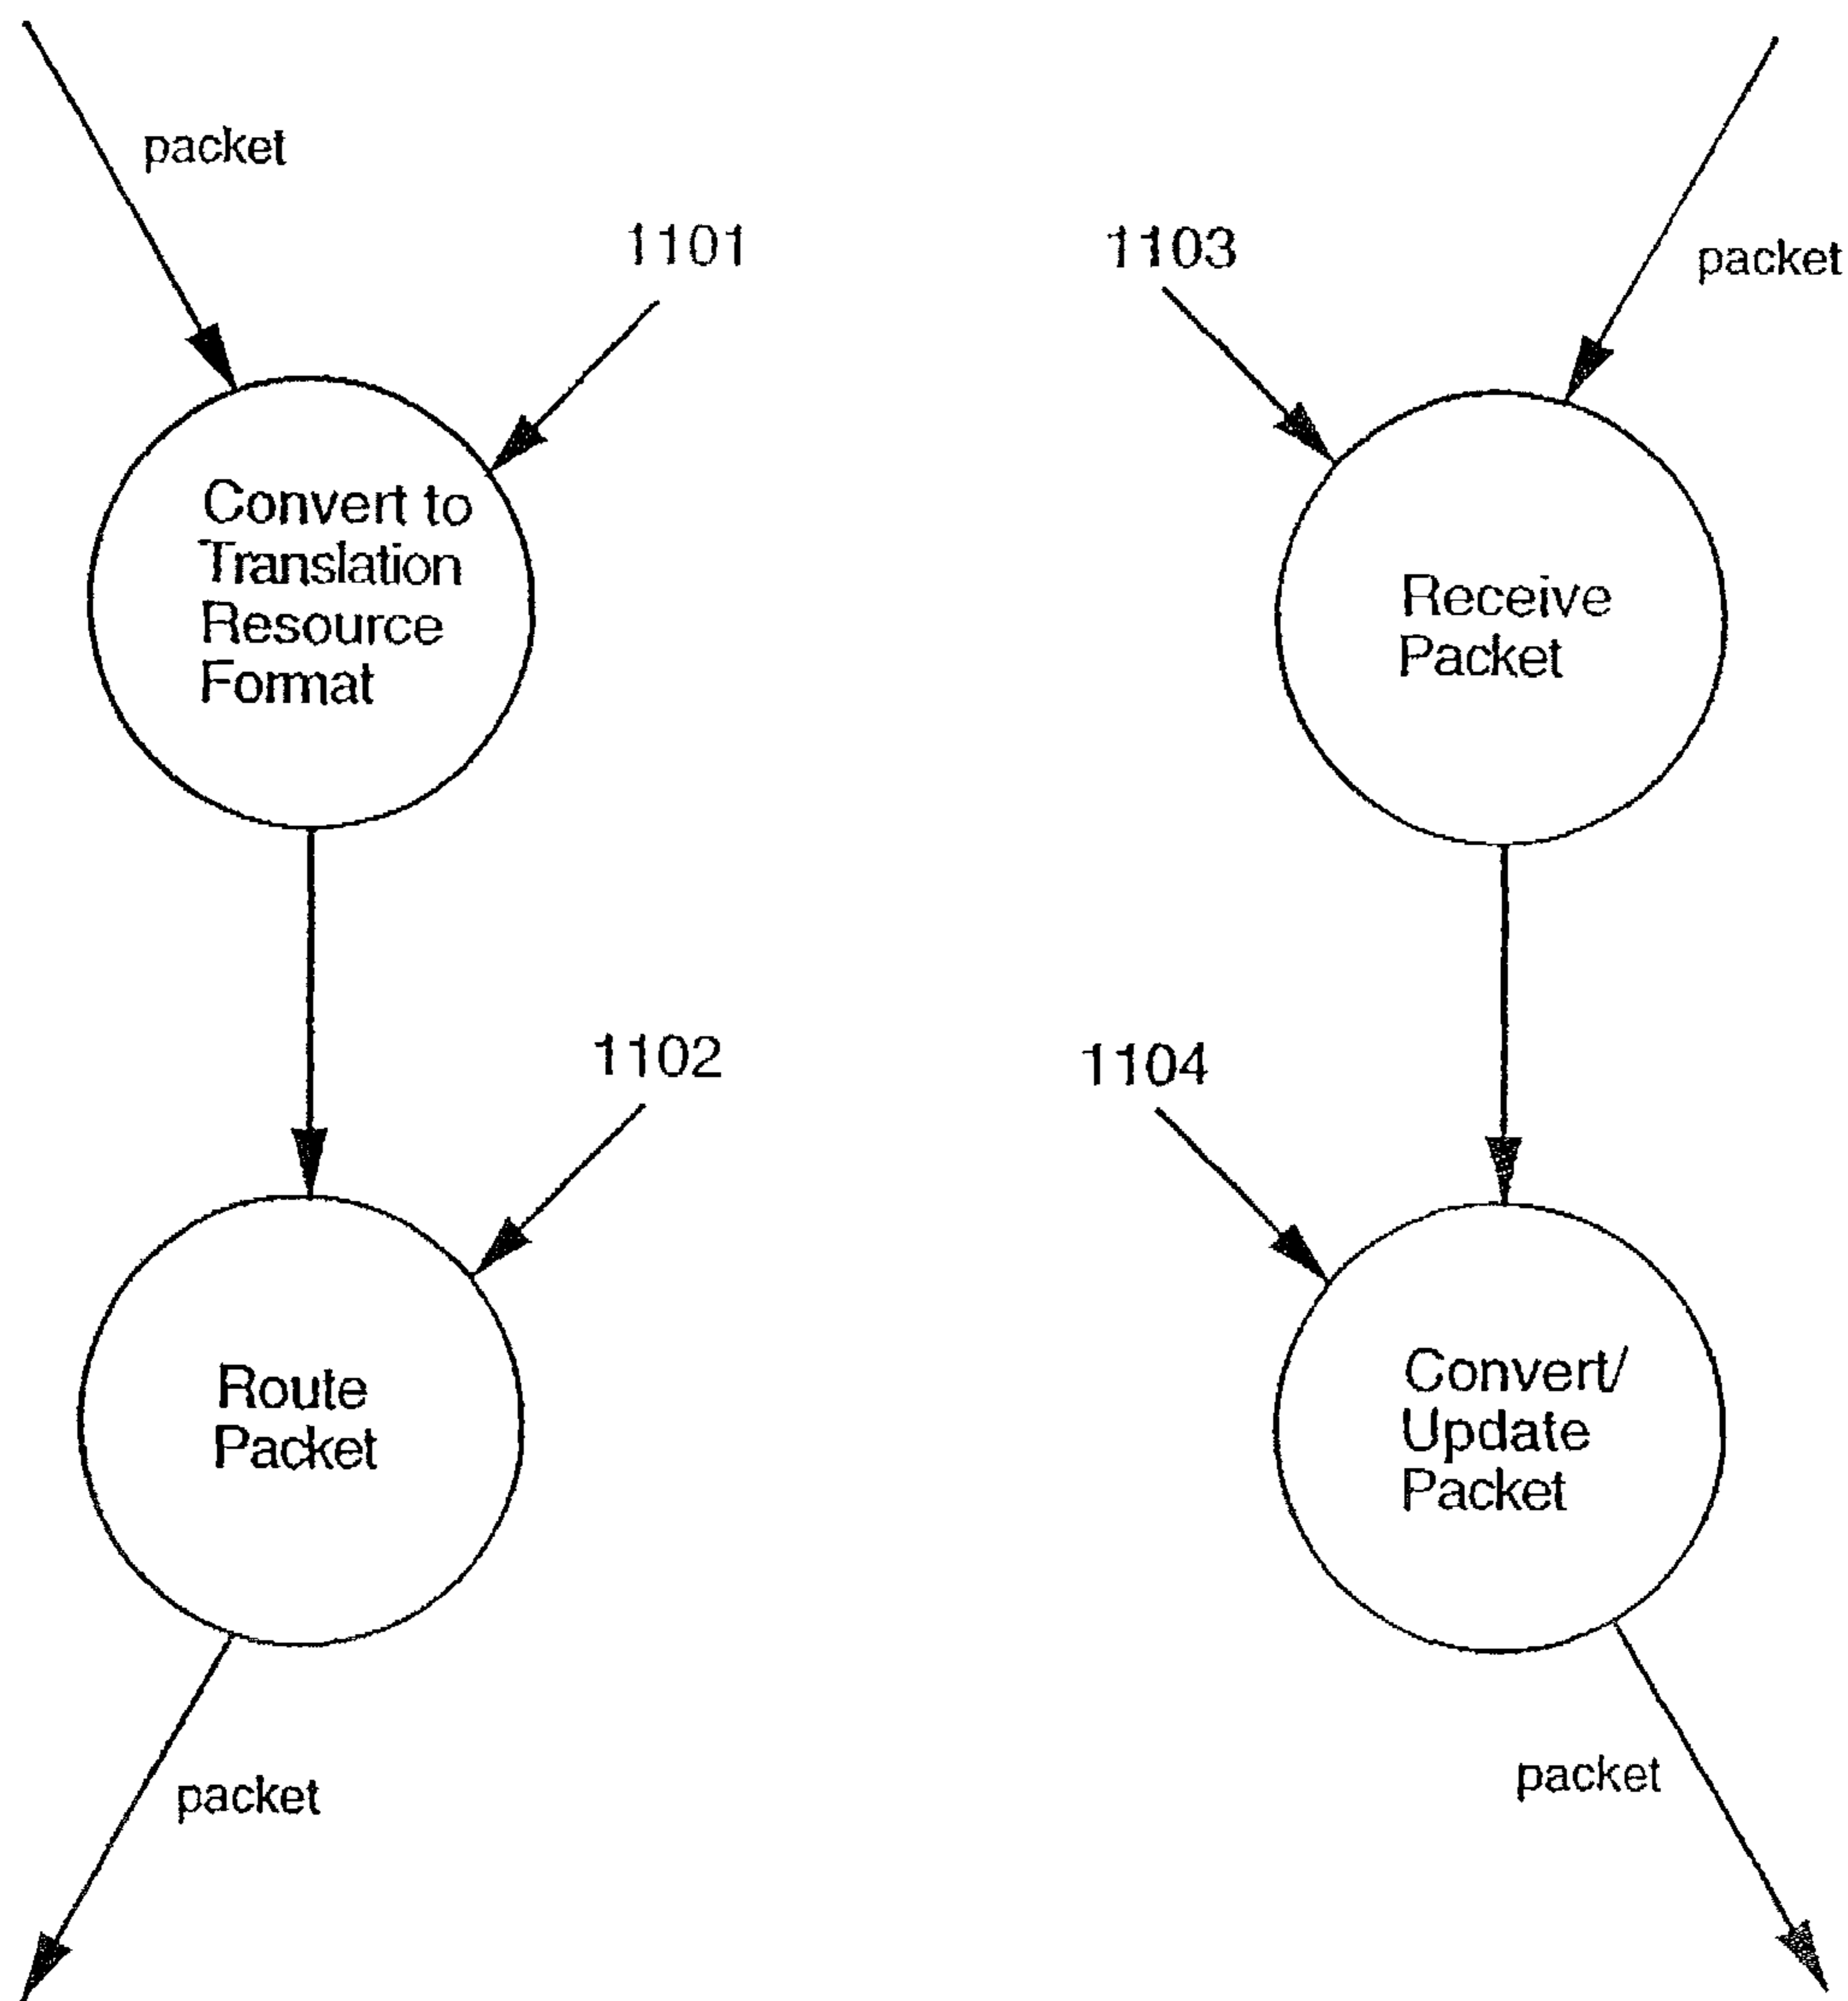 packet
1101
Convert to
Translation
Resource
Format
1102
Route
Packet
packet
packet
1103
Receive
Packet
1104
Convert/
Update
Packet
packet